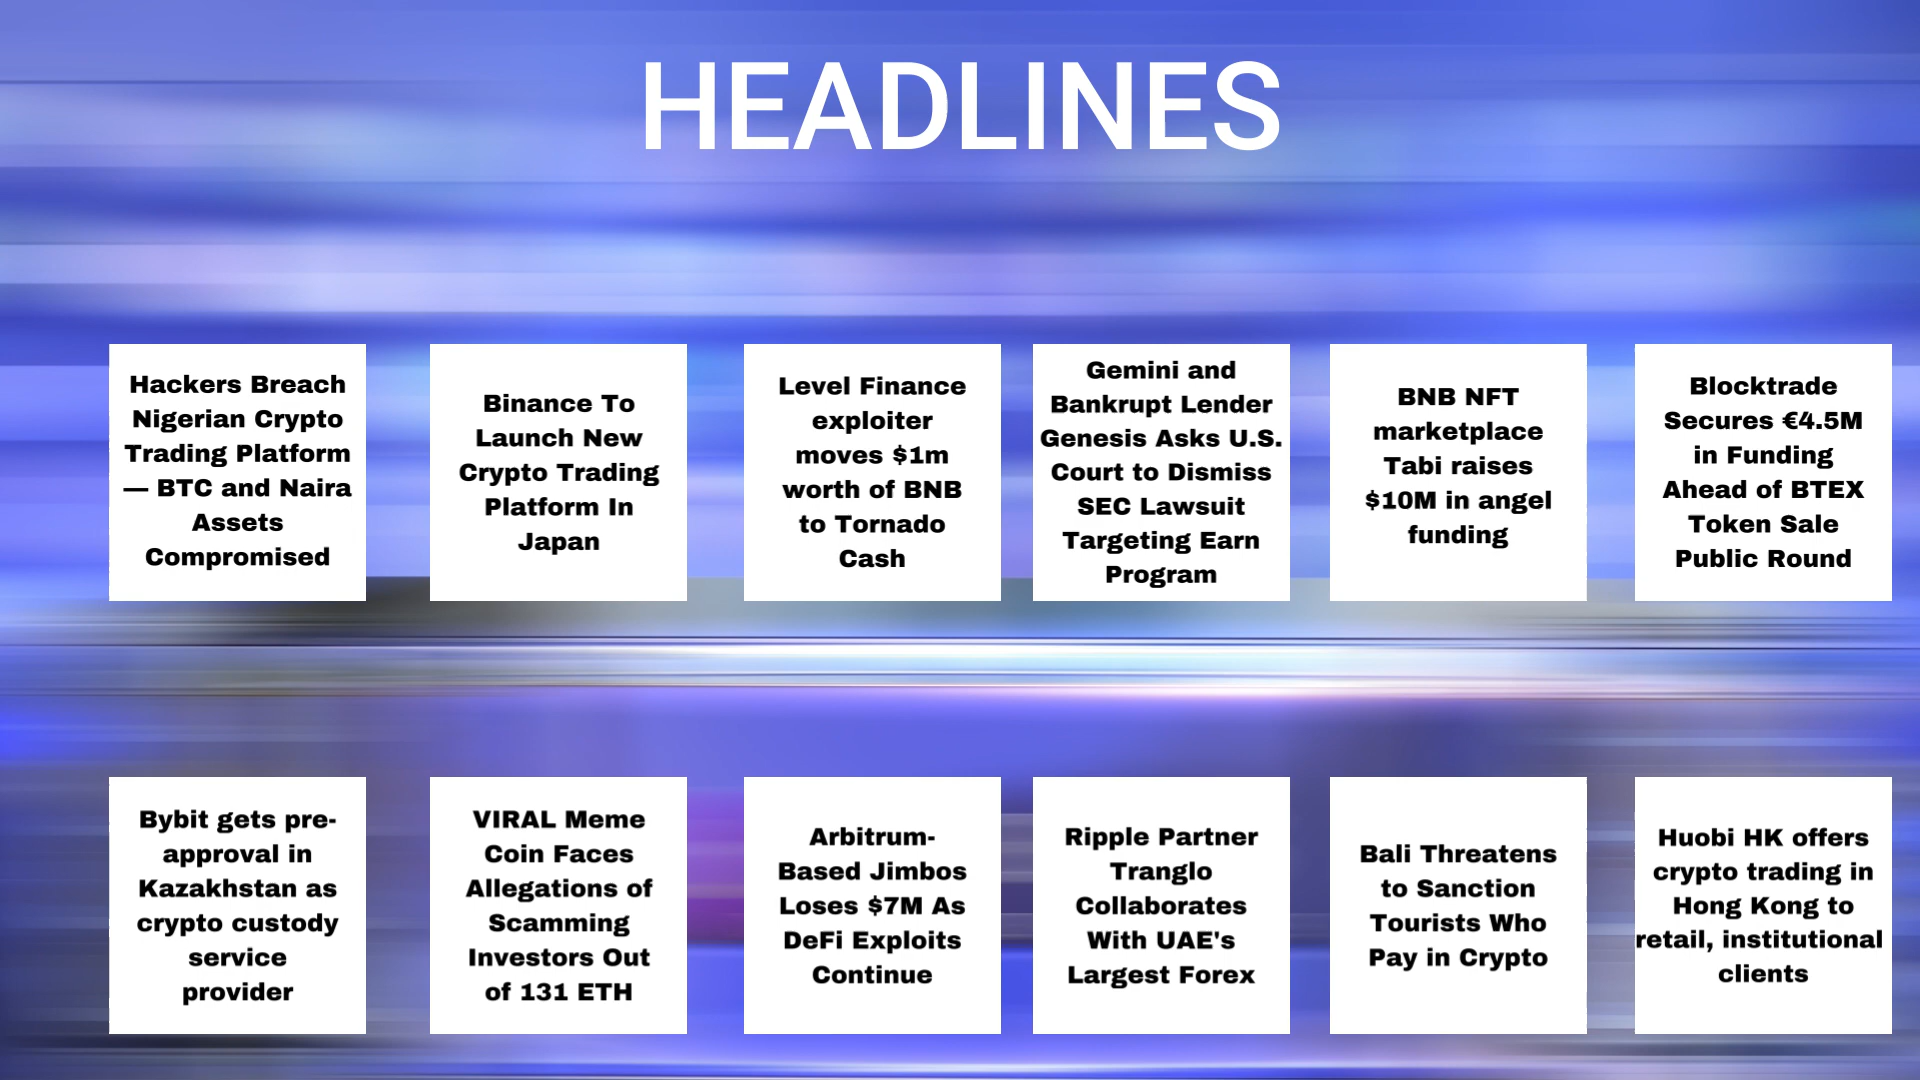 HEADLINES
Hackers Breach
Nigerian Crypto
Trading Platform
— BTC and Naira
Assets
Compromised
Binance To
Launch New
Crypto Trading
Platform In
Japan
Level Finance
exploiter
moves $1m
worth of BNB
to Tornado
Cash
Gemini and
Bankrupt Lender
Genesis Asks U.S.
Court to Dismiss
SEC Lawsuit
Targeting Earn
Program
BNB NFT
marketplace
Tabi raises
$10M in angel
funding
Blocktrade
Secures €4.5M
in Funding
Ahead of BTEX
Token Sale
Public Round
Bybit gets pre-
approval in
Kazakhstan as
crypto custody
service
provider
VIRAL Meme
Coin Faces
Allegations of
Scamming
Investors Out
of 131 ETH
Arbitrum-
Based Jimbos
Loses $7M As
DeFi Exploits
Continue
Ripple Partner
Tranglo
Collaborates
With UAE's
Largest Forex
Bali Threatens
to Sanction
Tourists Who
Pay in Crypto
Huobi HK offers
crypto trading in
Hong Kong to
retail, institutional
clients